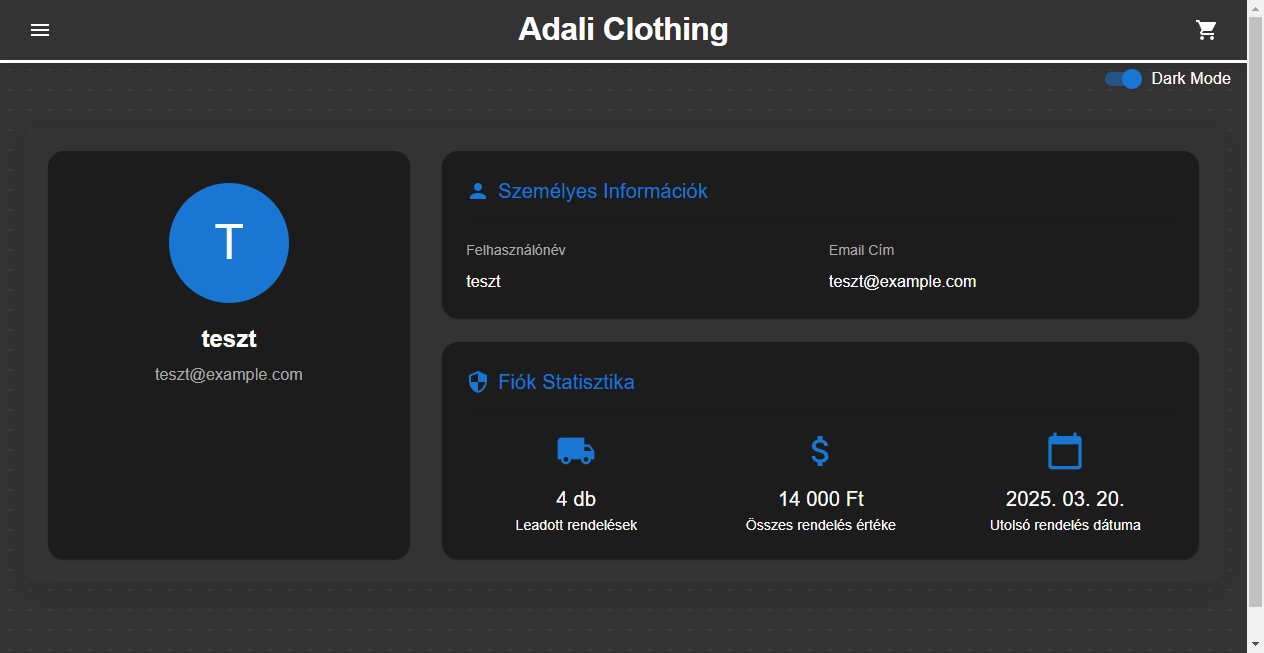 Adali Clothing
Dark Mode
T
teszt
teszt@example.com
Személyes Információk
Felhasználónév
teszt
Email Cím
teszt@example.com
Fiók Statisztika
4 db
Leadott rendelések
14 000 Ft
Összes rendelés értéke
2025. 03. 20.
Utolsó rendelés dátuma